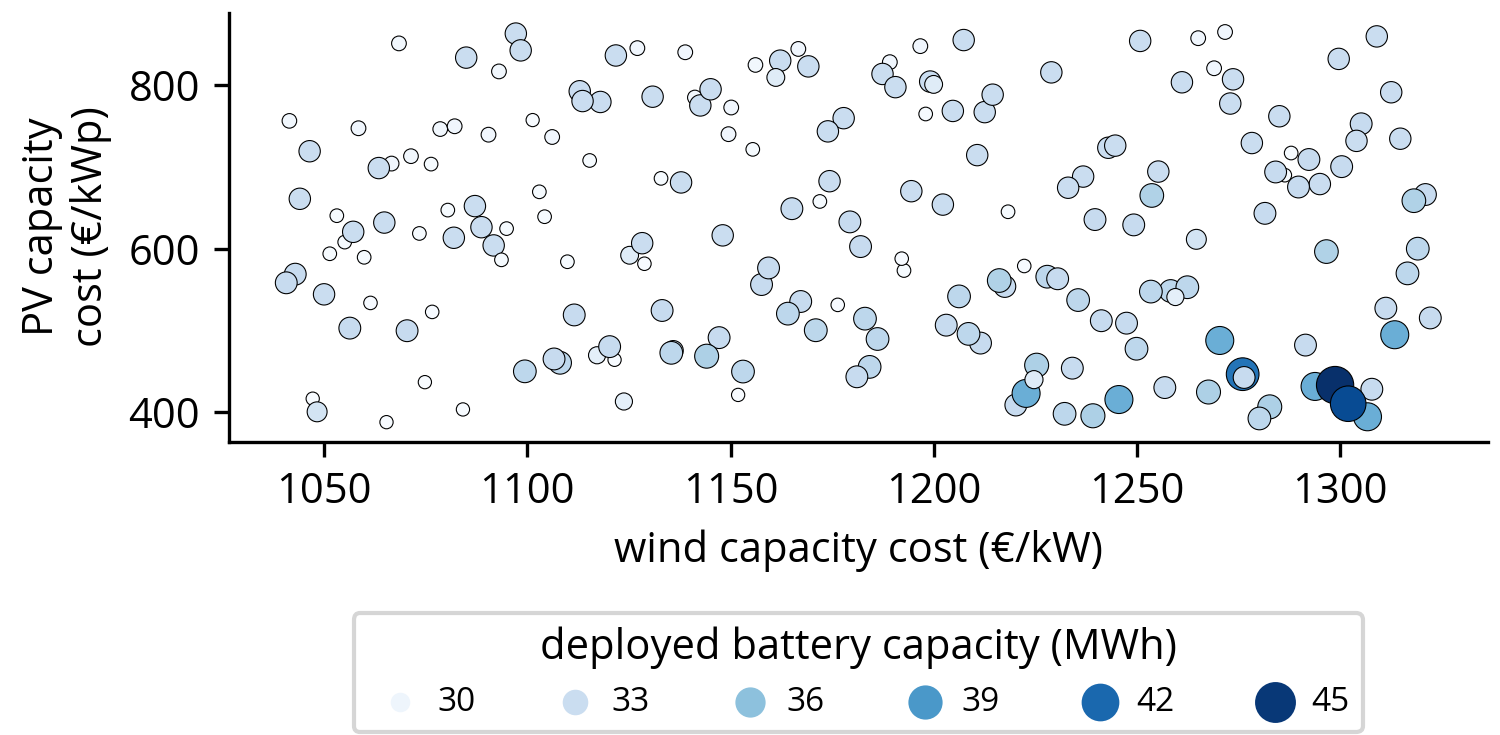 PV capacity
cost (€/kWp)
800
600
400
1050 1100 1150 1200 1250 1300
wind capacity cost (€/kW)
deployed battery capacity (MWh)
30 33 36 39 42 45